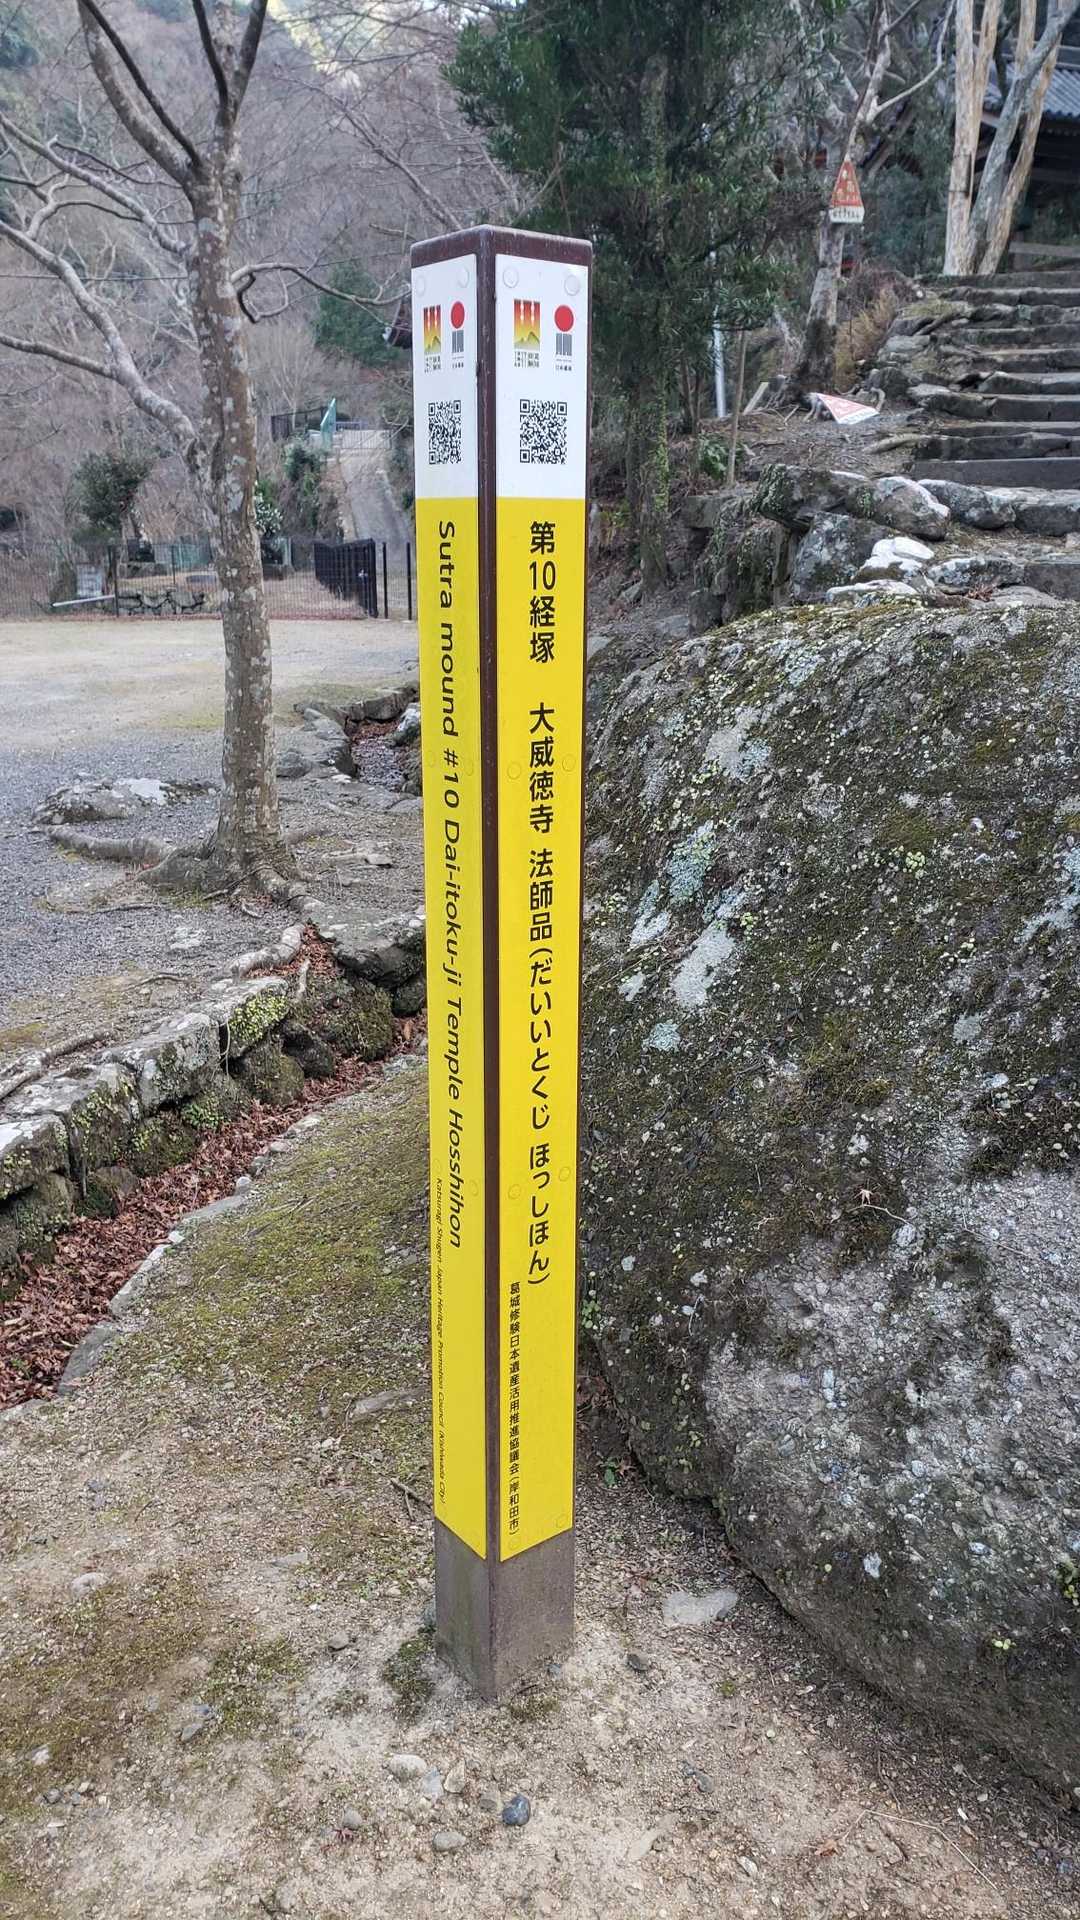 Sutra mound #10 Dai-itoku-ji Temple Hosshihon
Katsuragi Shugen Japan Heritage Promotion Council (Kishiwada City)
第10経塚 大威徳寺 法師品(だいいとくじ ほっしほん)
葛城修験日本遺産活用推進協議会(岸和田市)